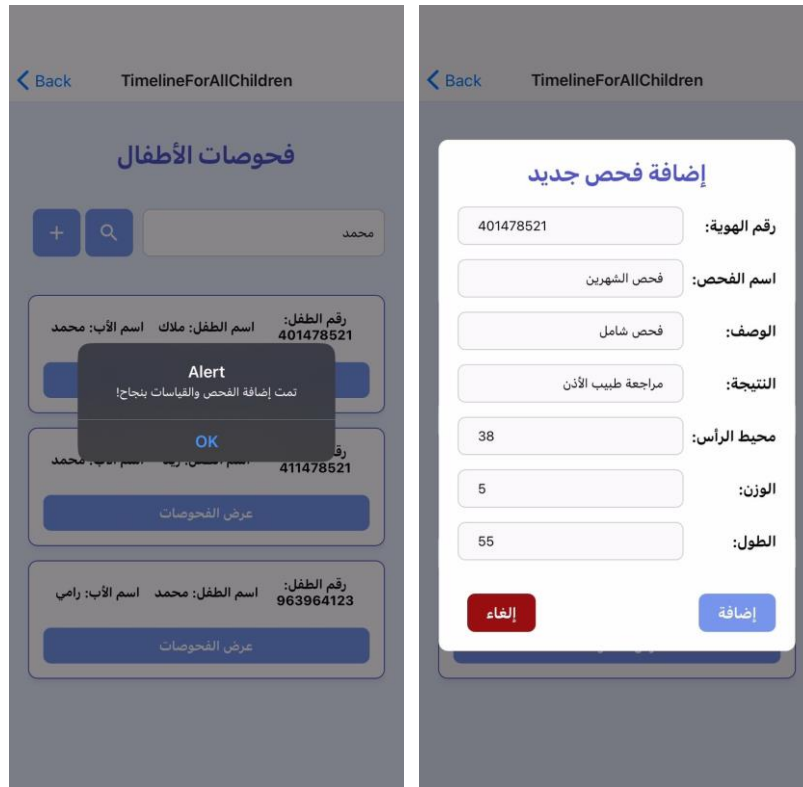 Back TimelineForAllChildren
فحوصات الأطفال
محمد
رقم الطفل: 401478521 اسم الطفل: ملاك اسم الأب: محمد
Alert
تمت إضافة الفحص والقياسات بنجاح!
OK
411478521 محمد
عرض الفحوصات
رقم الطفل: 963964123 اسم الطفل: محمد اسم الأب: رامي
عرض الفحوصات
Back TimelineForAllChildren
إضافة فحص جديد
رقم الهوية: 401478521
اسم الفحص: فحص الشهرين
الوصف: فحص شامل
النتيجة: مراجعة طبيب الأذن
محيط الرأس: 38
الوزن: 5
الطول: 55
إضافة إلغاء